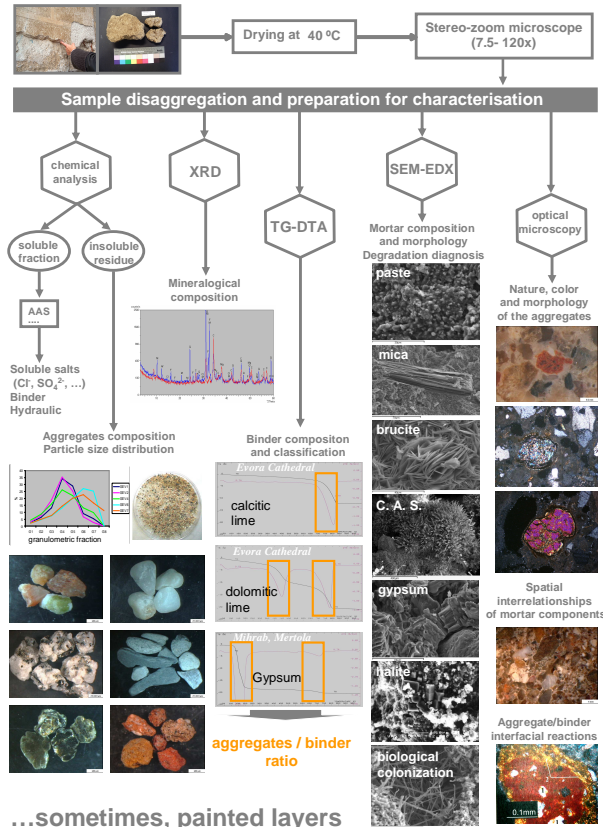 Drying at 40 ºC
Stereo-zoom microscope
(7.5- 120x)
Sample disaggregation and preparation for characterisation
chemical
analysis
XRD
TG-DTA
SEM-EDX
optical
microscopy
soluble
fraction
insoluble
residue
AAS
....
Soluble salts
(Cl-, SO₄²-, …)
Binder
Hydraulic
Mineralogical
composition
Aggregates composition
Particle size distribution
granulometric fraction
Binder compositon
and classification
Evora Cathedral
calcitic
lime
Evora Cathedral
dolomitic
lime
Mihrab, Mertola
Gypsum
aggregates / binder
ratio
Mortar composition
and morphology
Degradation diagnosis
paste
mica
brucite
C. A. S.
gypsum
halite
biological
colonization
Nature, color
and morphology
of the aggregates
Spatial
interrelationships
of mortar components
Aggregate/binder
interfacial reactions
0.1mm
1
1
2
…sometimes, painted layers